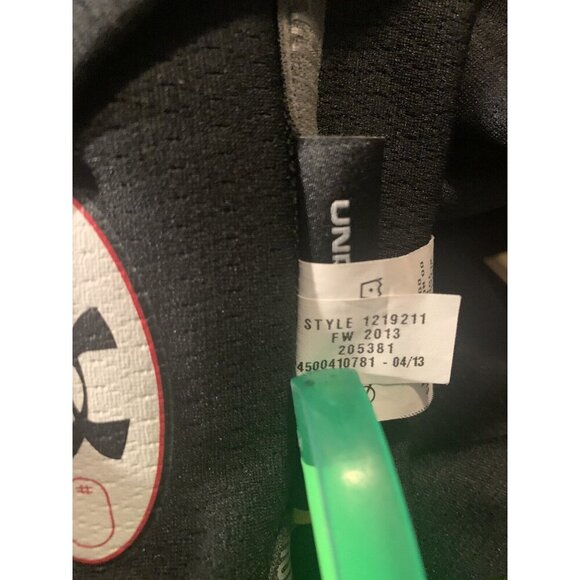 UND
STYLE 1219211
FW 2013
205381
4500410781 - 04/13
#